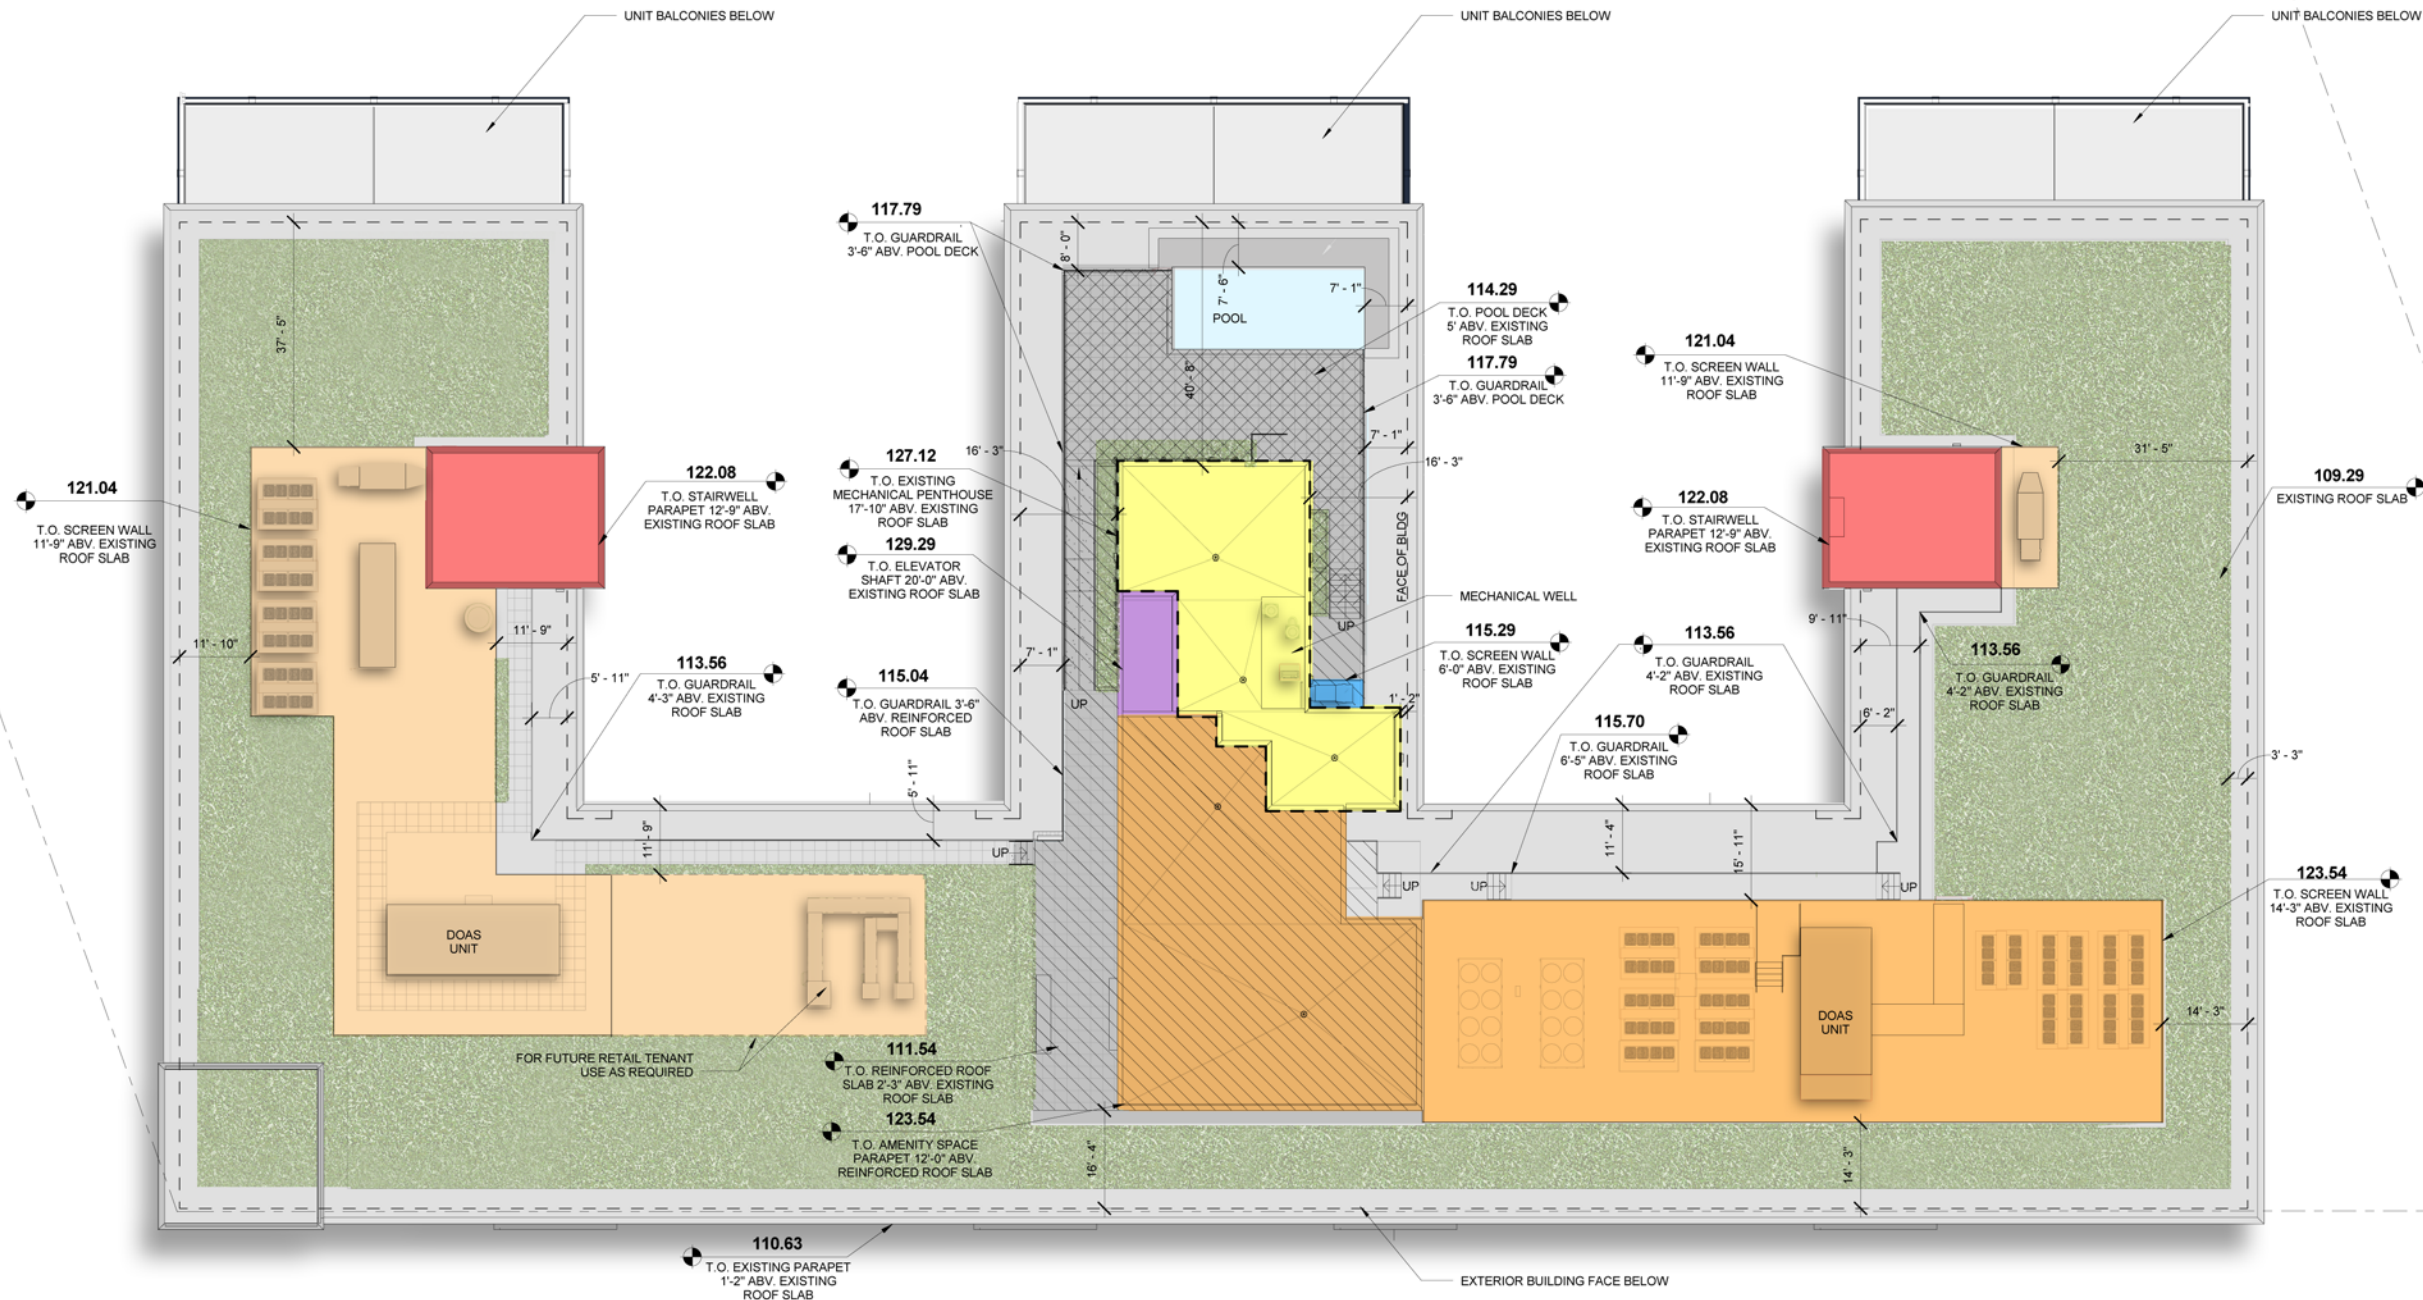 UNIT BALCONIES BELOW
UNIT BALCONIES BELOW
UNIT BALCONIES BELOW
117.79
T.O. GUARDRAIL
3'-6" ABV. POOL DECK
8' - 0"
7' - 6"
POOL
7' - 1"
114.29
T.O. POOL DECK
5' ABV. EXISTING
ROOF SLAB
117.79
T.O. GUARDRAIL
3'-6" ABV. POOL DECK
37' - 5"
40' - 8"
121.04
T.O. SCREEN WALL
11'-9" ABV. EXISTING
ROOF SLAB
7' - 1"
16' - 3"
16' - 3"
31' - 5"
121.04
T.O. SCREEN WALL
11'-9" ABV. EXISTING
ROOF SLAB
122.08
T.O. STAIRWELL
PARAPET 12'-9" ABV.
EXISTING ROOF SLAB
127.12
T.O. EXISTING
MECHANICAL PENTHOUSE
17'-10" ABV. EXISTING
ROOF SLAB
129.29
T.O. ELEVATOR
SHAFT 20'-0" ABV.
EXISTING ROOF SLAB
FACE OF BLDG
122.08
T.O. STAIRWELL
PARAPET 12'-9" ABV.
EXISTING ROOF SLAB
109.29
EXISTING ROOF SLAB
MECHANICAL WELL
UP
115.29
T.O. SCREEN WALL
6'-0" ABV. EXISTING
ROOF SLAB
11' - 10"
11' - 9"
5' - 11"
113.56
T.O. GUARDRAIL
4'-3" ABV. EXISTING
ROOF SLAB
7' - 1"
115.04
T.O. GUARDRAIL 3'-6"
ABV. REINFORCED
ROOF SLAB
UP
1' - 2"
113.56
T.O. GUARDRAIL
4'-2" ABV. EXISTING
ROOF SLAB
9' - 11"
113.56
T.O. GUARDRAIL
4'-2" ABV. EXISTING
ROOF SLAB
6' - 2"
115.70
T.O. GUARDRAIL
6'-5" ABV. EXISTING
ROOF SLAB
3' - 3"
5' - 11"
11' - 9"
UP
11' - 4"
15' - 11"
UP
UP
UP
123.54
T.O. SCREEN WALL
14'-3" ABV. EXISTING
ROOF SLAB
DOAS
UNIT
DOAS
UNIT
14' - 3"
FOR FUTURE RETAIL TENANT
USE AS REQUIRED
111.54
T.O. REINFORCED ROOF
SLAB 2'-3" ABV. EXISTING
ROOF SLAB
123.54
T.O. AMENITY SPACE
PARAPET 12'-0" ABV.
REINFORCED ROOF SLAB
16' - 4"
14' - 3"
110.63
T.O. EXISTING PARAPET
1'-2" ABV. EXISTING
ROOF SLAB
EXTERIOR BUILDING FACE BELOW